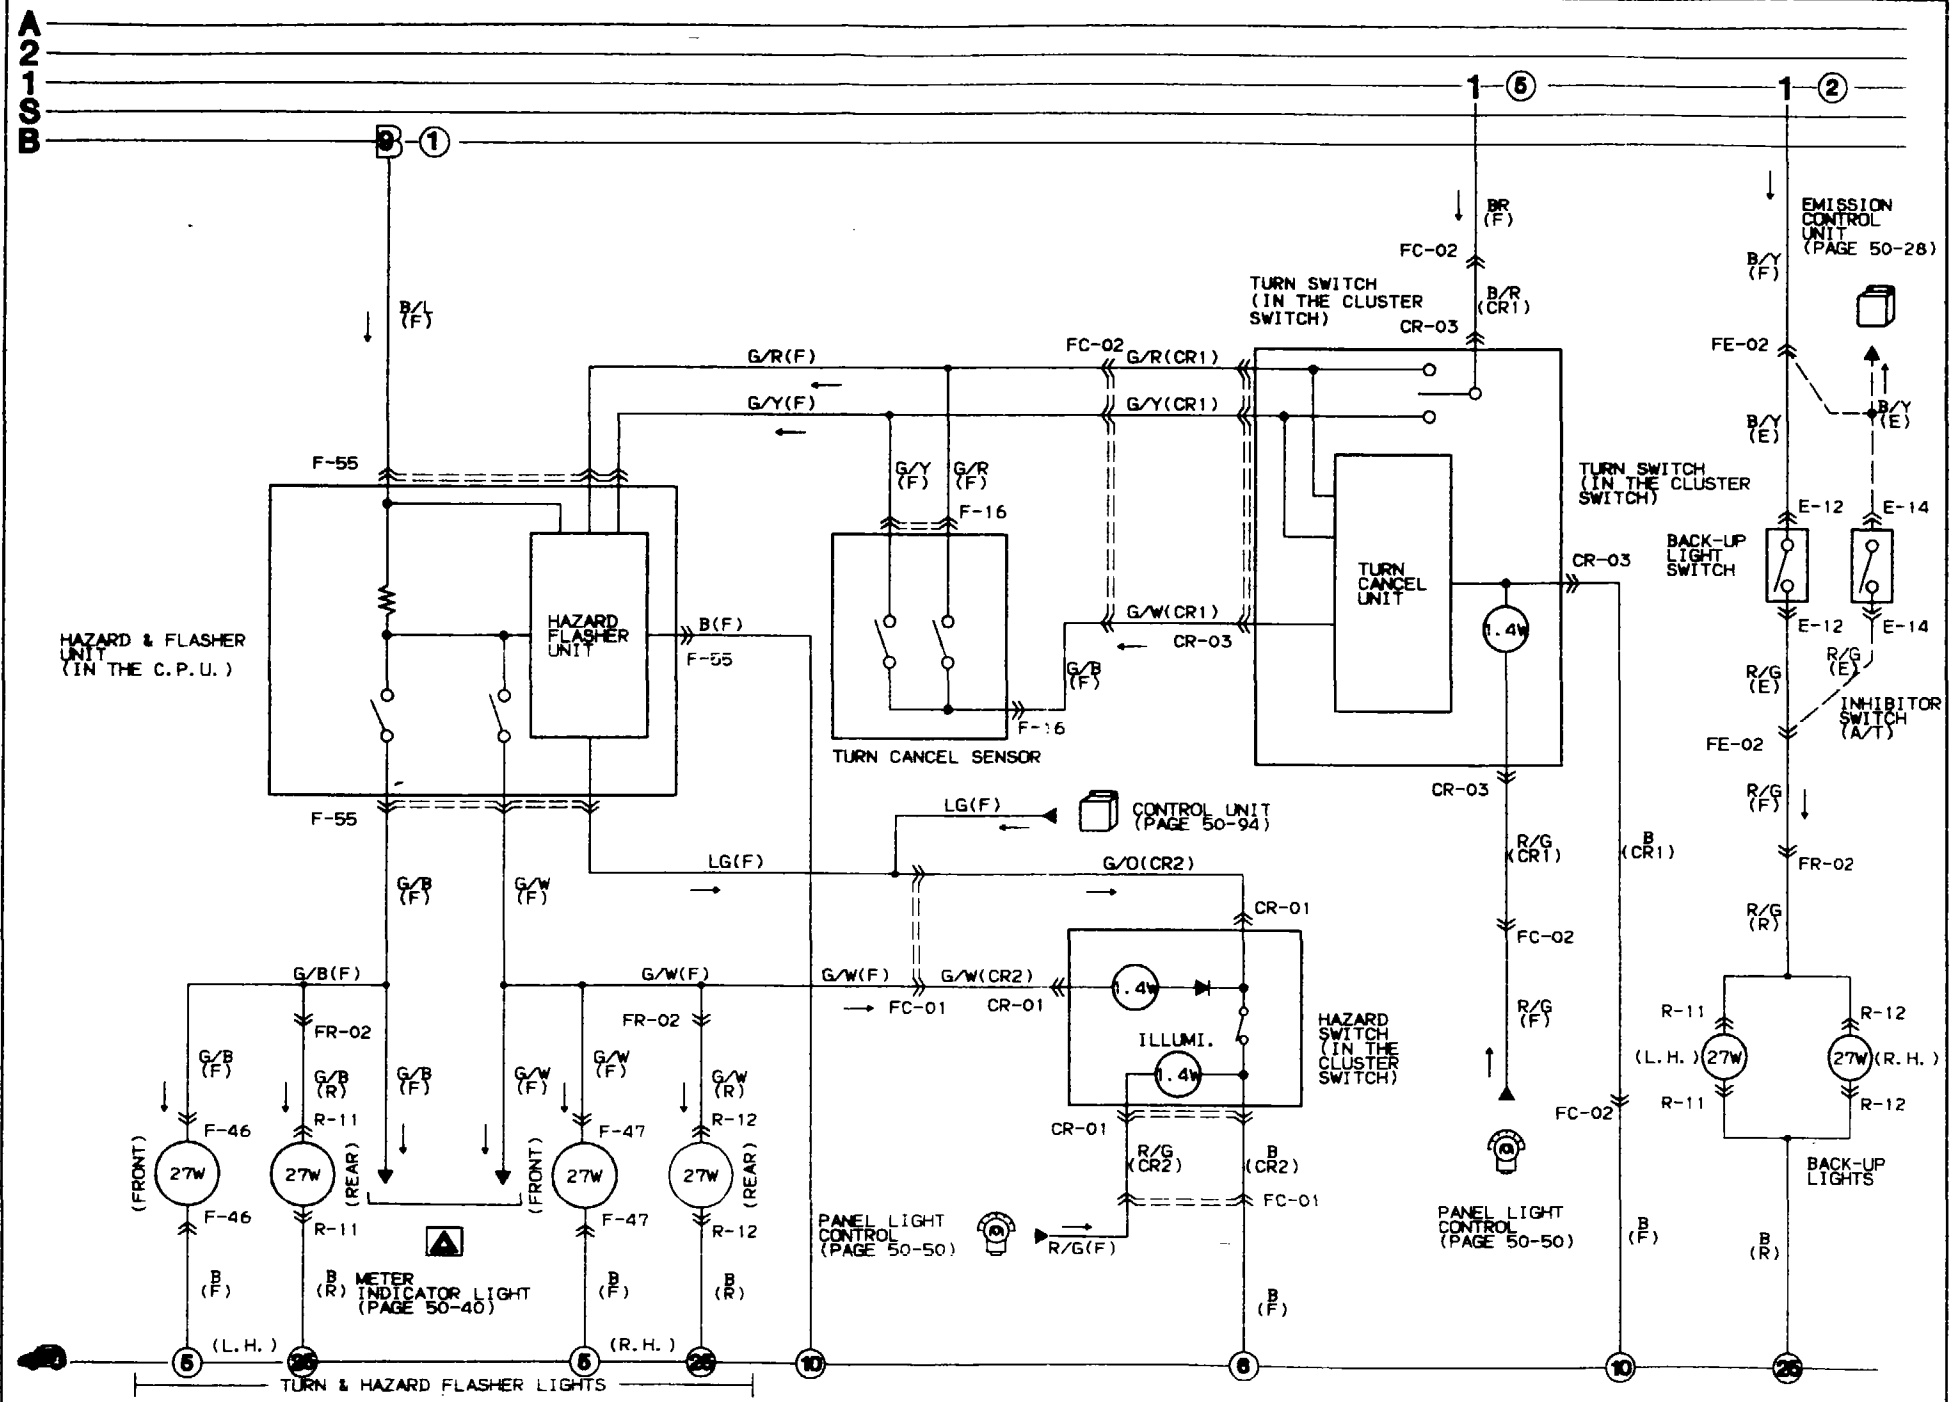 A
2
1
S
B
B
1
1 5
1 2
BR
(F)
FC-02
B/R
(CR1)
CR-03
TURN SWITCH
(IN THE CLUSTER
SWITCH)
EMISSION
CONTROL
UNIT
(PAGE 50-28)
B/Y
(F)
FE-02
B/Y
(E)
B/Y
(E)
B/L
(F)
G/R(F)
FC-02
G/R(CR1)
G/Y(F)
G/Y(CR1)
F-55
G/Y
(F)
G/R
(F)
F-16
TURN SWITCH
(IN THE CLUSTER
SWITCH)
E-12
E-14
BACK-UP
LIGHT
SWITCH
CR-03
TURN
CANCEL
UNIT
1.4W
HAZARD & FLASHER
UNIT
(IN THE C.P.U.)
HAZARD
FLASHER
UNIT
B(F)
F-55
G/W(CR1)
CR-03
G/B
(F)
F-16
E-12
E-14
R/G
(E)
R/G
(E)
INHIBITOR
SWITCH
(A/T)
FE-02
TURN CANCEL SENSOR
CR-03
R/G
(F)
F-55
LG(F)
CONTROL UNIT
(PAGE 50-94)
R/G
(CR1)
B
(CR1)
FR-02
LG(F)
G/O(CR2)
G/B
(F)
G/W
(F)
CR-01
FC-02
R/G
(R)
G/B(F)
G/W(F)
G/W(F)
G/W(CR2)
FC-01
CR-01
1.4W
R/G
(F)
FR-02
FR-02
ILLUMI.
1.4W
HAZARD
SWITCH
(IN THE
CLUSTER
SWITCH)
R-11
R-12
(L.H.)
27W
27W
(R.H.)
G/B
(F)
G/B
(R)
G/B
(F)
G/W
(F)
G/W
(F)
G/W
(R)
R-11
R-12
F-46
R-11
F-47
R-12
CR-01
FC-02
(FRONT)
27W
27W
(REAR)
(FRONT)
27W
27W
(REAR)
R/G
(CR2)
B
(CR2)
FC-01
BACK-UP
LIGHTS
F-46
R-11
F-47
R-12
PANEL LIGHT
CONTROL
(PAGE 50-50)
R/G(F)
PANEL LIGHT
CONTROL
(PAGE 50-50)
B
(F)
B
(R)
B
(F)
B
(R)
METER
INDICATOR LIGHT
(PAGE 50-40)
B
(F)
B
(R)
B
(F)
5
(L.H.)
25
5
(R.H.)
25
10
6
10
25
TURN & HAZARD FLASHER LIGHTS